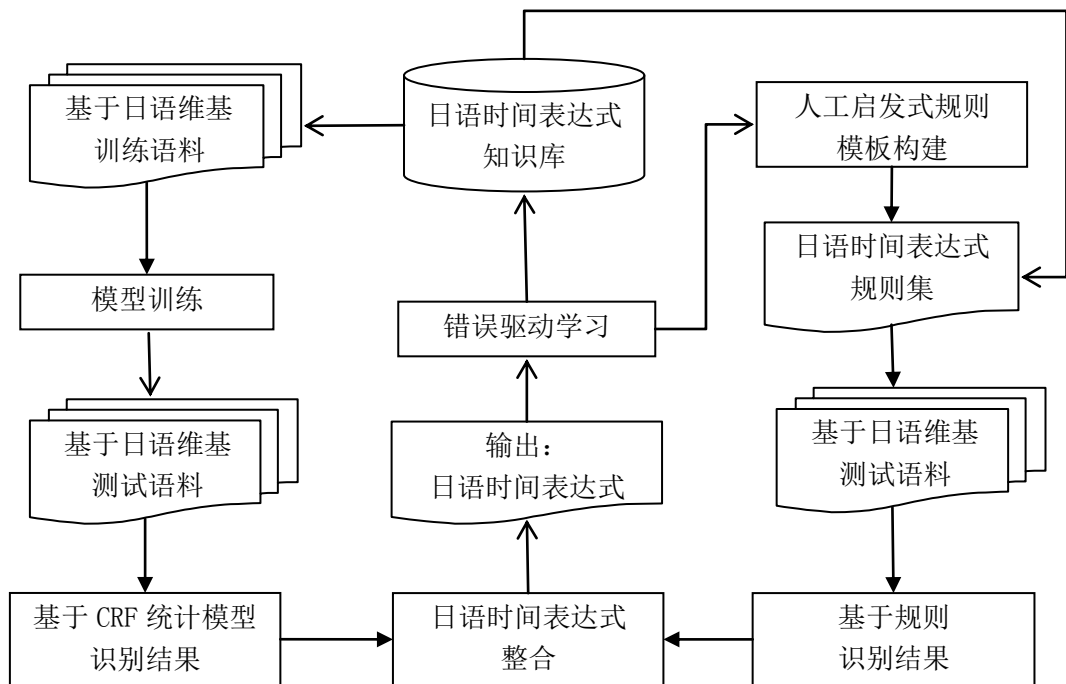 基于日语维基
训练语料
日语时间表达式
知识库
人工启发式规则
模板构建
日语时间表达式
规则集
模型训练
错误驱动学习
基于日语维基
测试语料
输出：
日语时间表达式
基于日语维基
测试语料
基于 CRF 统计模型
识别结果
日语时间表达式
整合
基于规则
识别结果